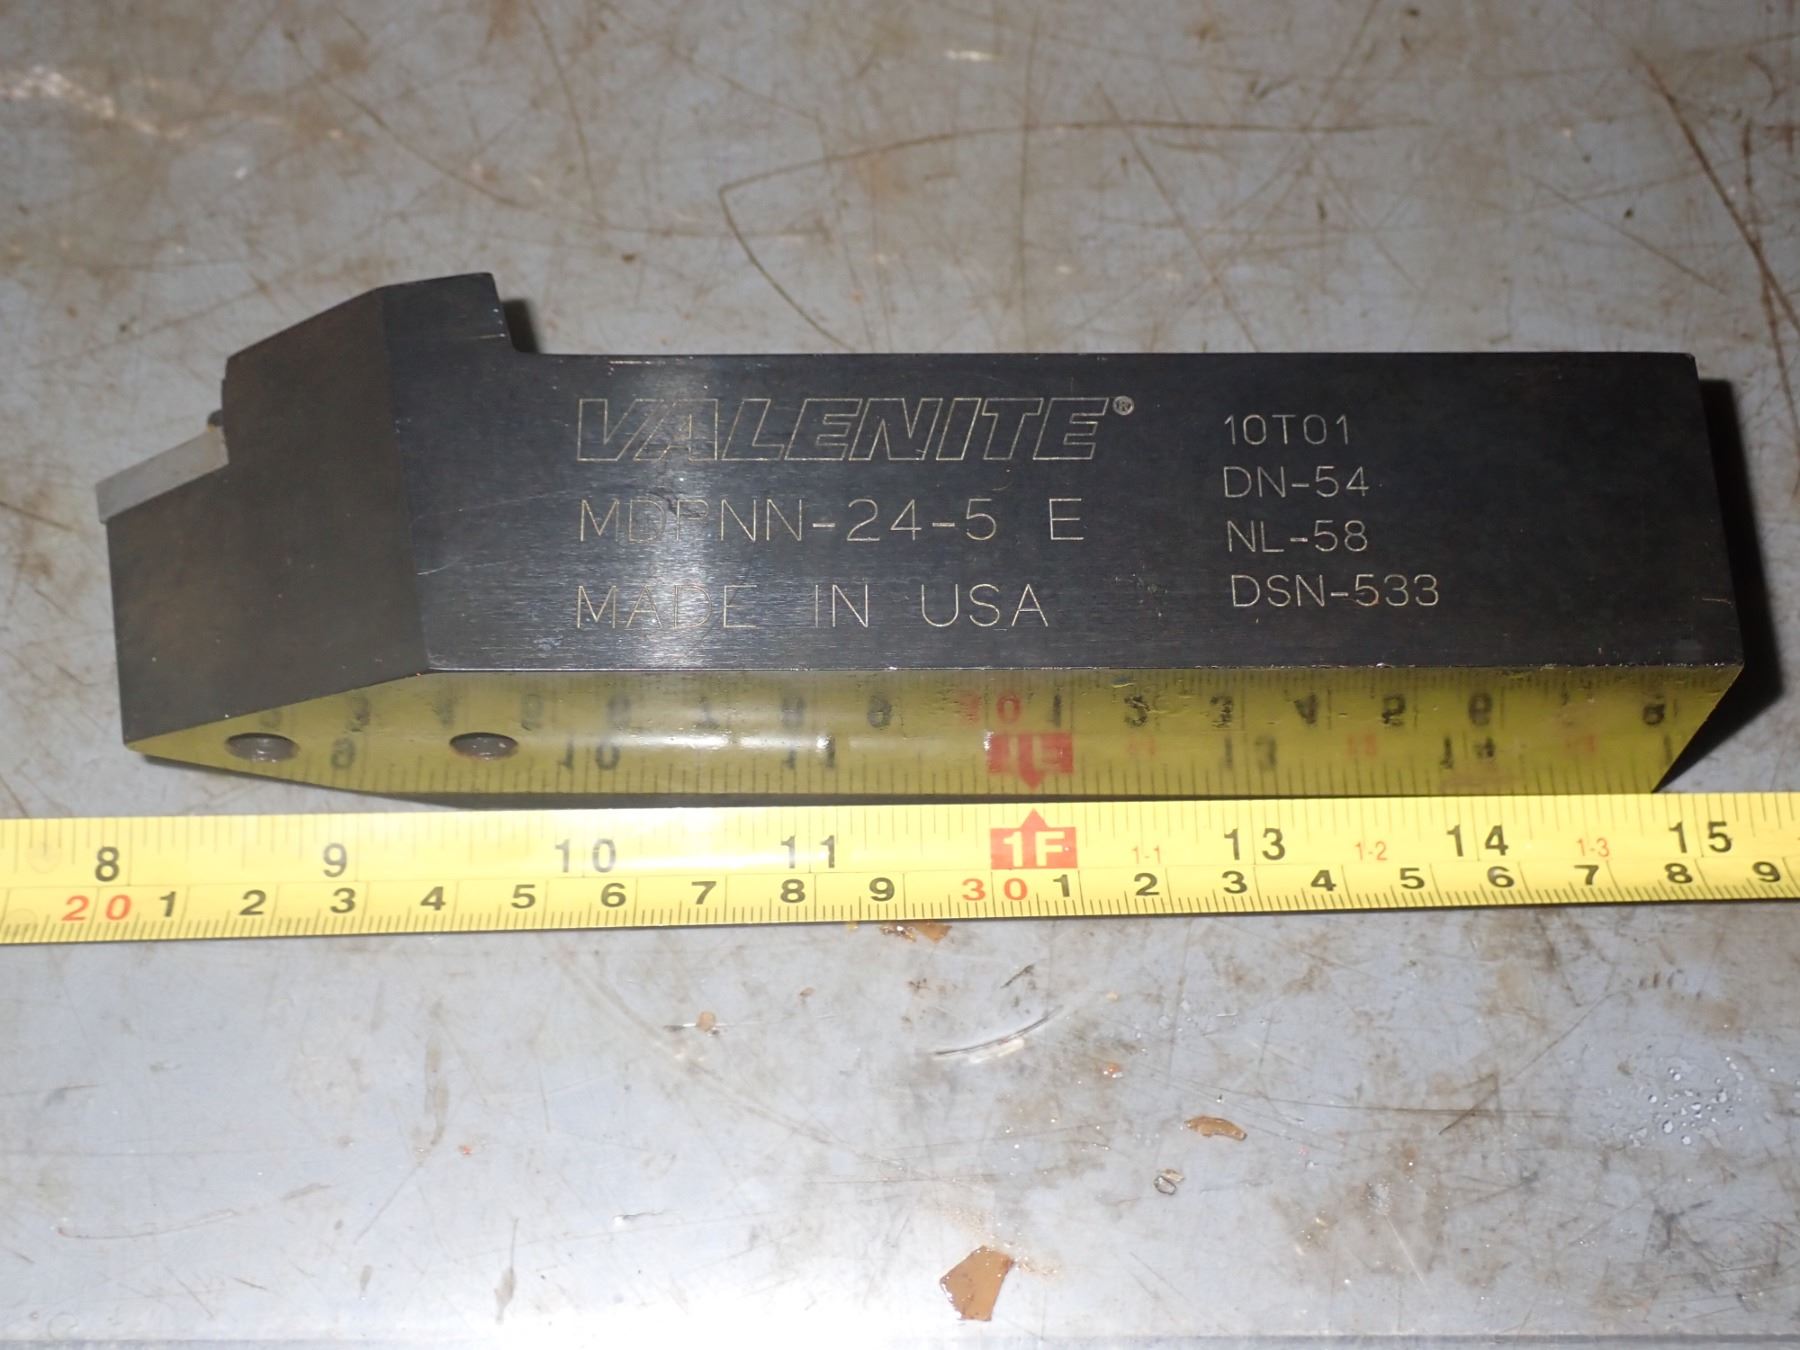 VALENITE®
MDPNN-24-5 E
MADE IN USA
10T01
DN-54
NL-58
DSN-533
8 9 10 11 1F 1-1 13 1-2 14 1-3 15
20 1 2 3 4 5 6 7 8 9 30 1 2 3 4 5 6 7 8 9